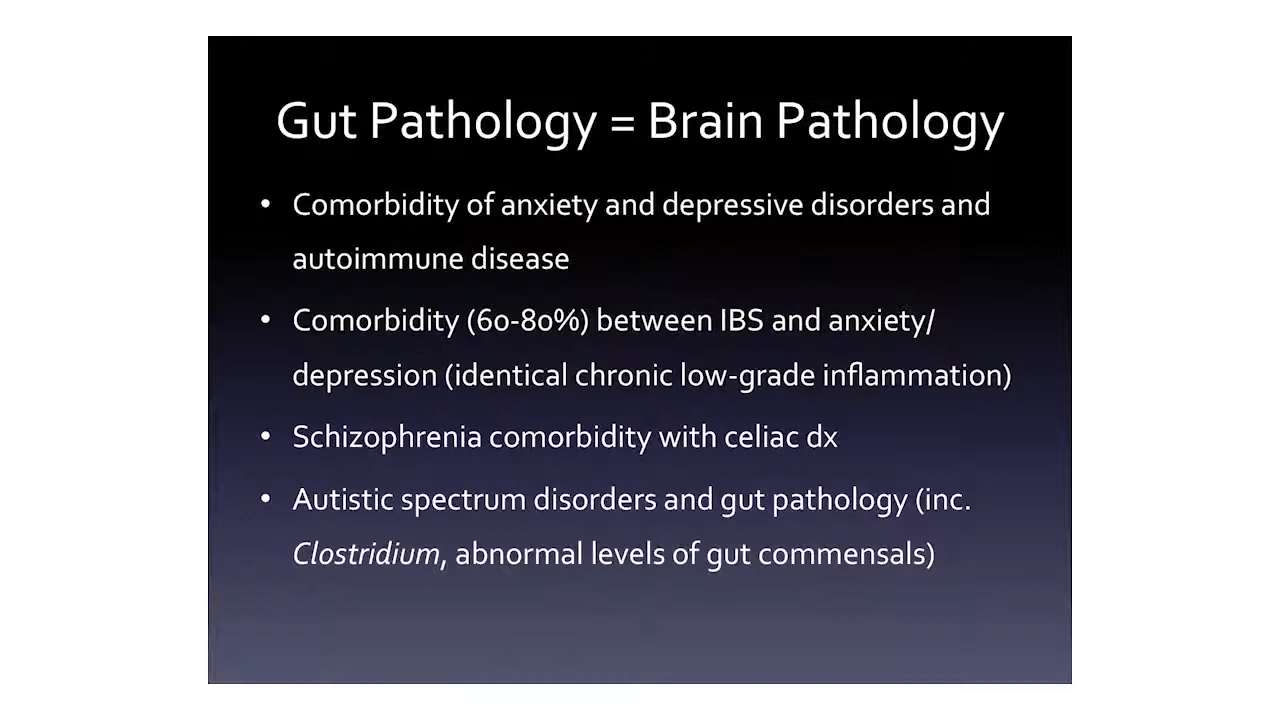 Gut Pathology = Brain Pathology
• Comorbidity of anxiety and depressive disorders and
autoimmune disease
• Comorbidity (60-80%) between IBS and anxiety/
depression (identical chronic low-grade inflammation)
• Schizophrenia comorbidity with celiac dx
• Autistic spectrum disorders and gut pathology (inc.
Clostridium, abnormal levels of gut commensals)